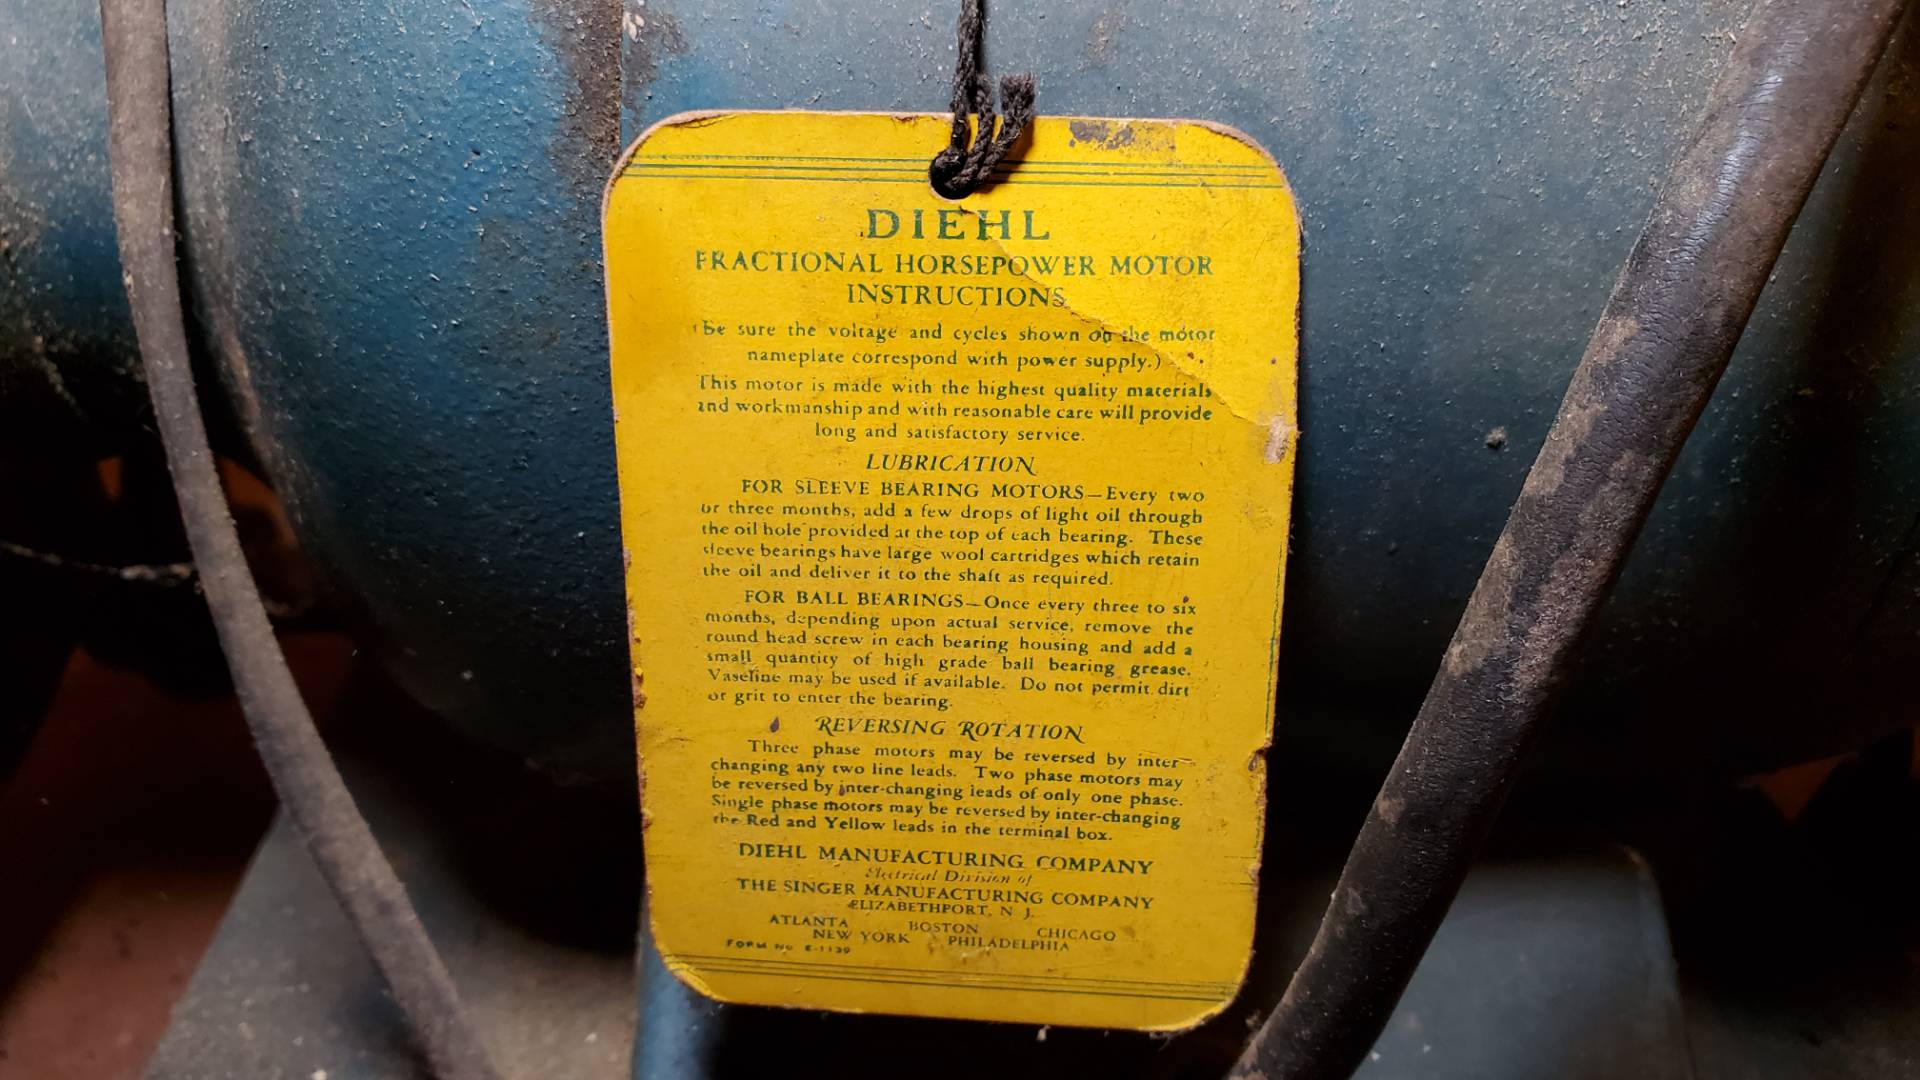 DIEHL
FRACTIONAL HORSEPOWER MOTOR
INSTRUCTIONS
(Be sure the voltage and cycles shown on the motor
nameplate correspond with power supply.)
This motor is made with the highest quality materials
and workmanship and with reasonable care will provide
long and satisfactory service.
LUBRICATION
FOR SLEEVE BEARING MOTORS—Every two
or three months, add a few drops of light oil through
the oil hole provided at the top of each bearing. These
sleeve bearings have large wool cartridges which retain
the oil and deliver it to the shaft as required.
FOR BALL BEARINGS—Once every three to six
months, depending upon actual service, remove the
round head screw in each bearing housing and add a
small quantity of high grade ball bearing grease.
Vaseline may be used if available. Do not permit dirt
or grit to enter the bearing.
REVERSING ROTATION
Three phase motors may be reversed by inter-
changing any two line leads. Two phase motors may
be reversed by inter-changing leads of only one phase.
Single phase motors may be reversed by inter-changing
the Red and Yellow leads in the terminal box.
DIEHL MANUFACTURING COMPANY
Electrical Division of
THE SINGER MANUFACTURING COMPANY
ELIZABETHPORT, N. J.
ATLANTA BOSTON CHICAGO
NEW YORK PHILADELPHIA
FORM No. E-1139